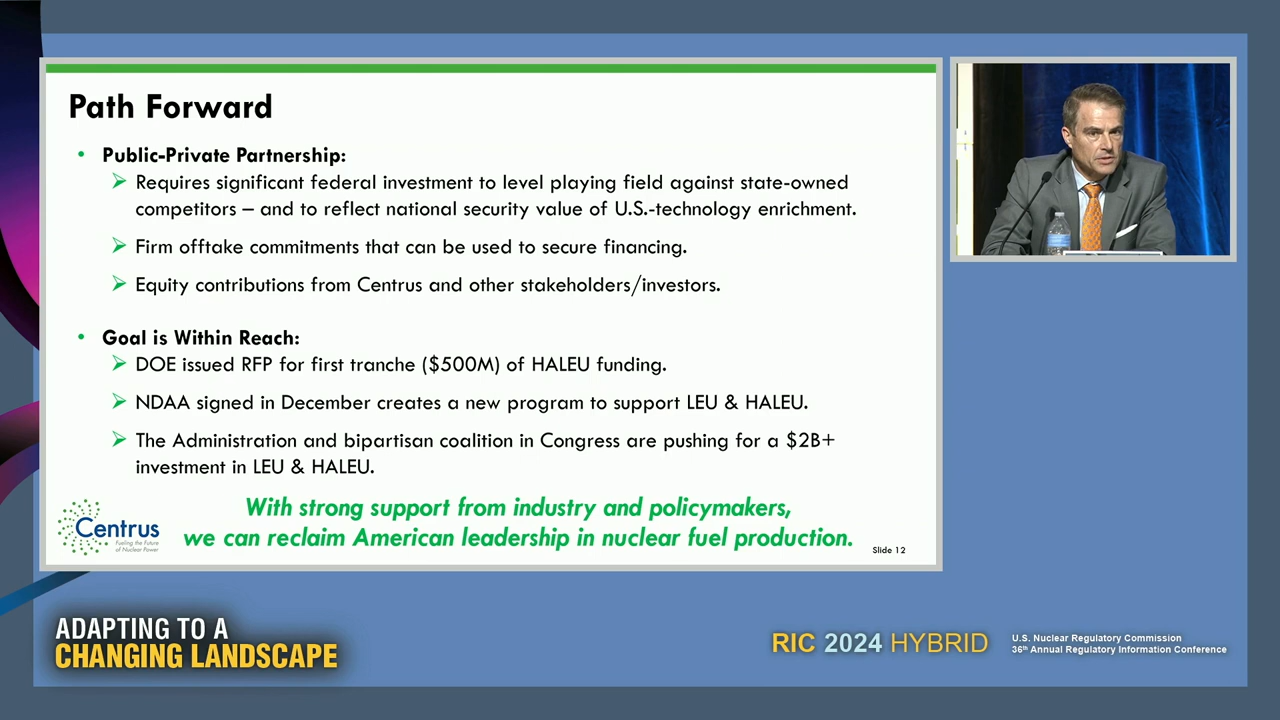 Path Forward
• Public-Private Partnership:
➢ Requires significant federal investment to level playing field against state-owned
competitors – and to reflect national security value of U.S.-technology enrichment.
➢ Firm offtake commitments that can be used to secure financing.
➢ Equity contributions from Centrus and other stakeholders/investors.
• Goal is Within Reach:
➢ DOE issued RFP for first tranche ($500M) of HALEU funding.
➢ NDAA signed in December creates a new program to support LEU & HALEU.
➢ The Administration and bipartisan coalition in Congress are pushing for a $2B+
investment in LEU & HALEU.
With strong support from industry and policymakers,
we can reclaim American leadership in nuclear fuel production.
Centrus
Fueling the Future
of Nuclear Power
Slide 12
ADAPTING TO A
CHANGING LANDSCAPE
RIC 2024 HYBRID
U.S. Nuclear Regulatory Commission
36th Annual Regulatory Information Conference